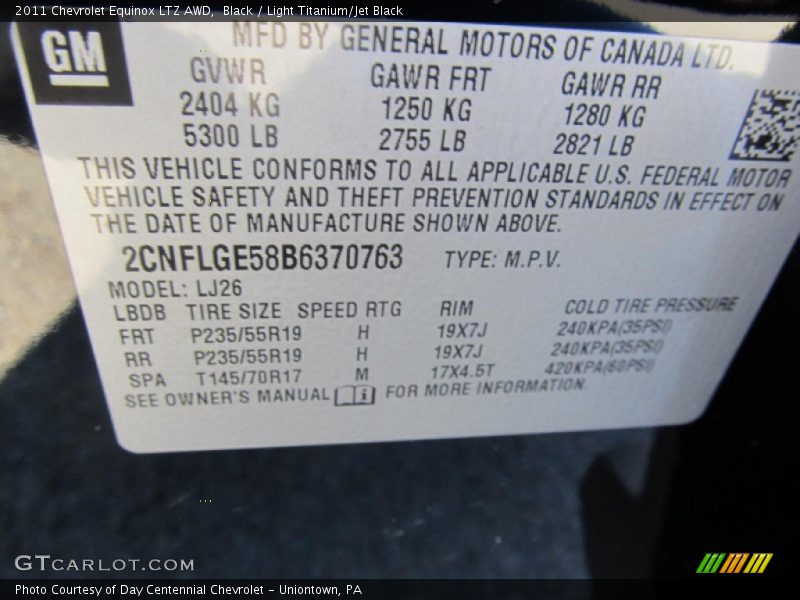 2011 Chevrolet Equinox LTZ AWD,  Black / Light Titanium/Jet Black
GM
MFD BY GENERAL MOTORS OF CANADA LTD.
GVWR GAWR FRT GAWR RR
2404 KG 1250 KG 1280 KG
5300 LB 2755 LB 2821 LB
THIS VEHICLE CONFORMS TO ALL APPLICABLE U.S. FEDERAL MOTOR
VEHICLE SAFETY AND THEFT PREVENTION STANDARDS IN EFFECT ON
THE DATE OF MANUFACTURE SHOWN ABOVE.
2CNFLGE58B6370763 TYPE: M.P.V.
MODEL: LJ26
LBDB TIRE SIZE SPEED RTG RIM COLD TIRE PRESSURE
FRT P235/55R19 H 19X7J 240KPA(35PSI)
RR P235/55R19 H 19X7J 240KPA(35PSI)
SPA T145/70R17 M 17X4.5T 420KPA(60PSI)
SEE OWNER'S MANUAL FOR MORE INFORMATION.
GTCARLOT.COM
Photo Courtesy of Day Centennial Chevrolet - Uniontown, PA